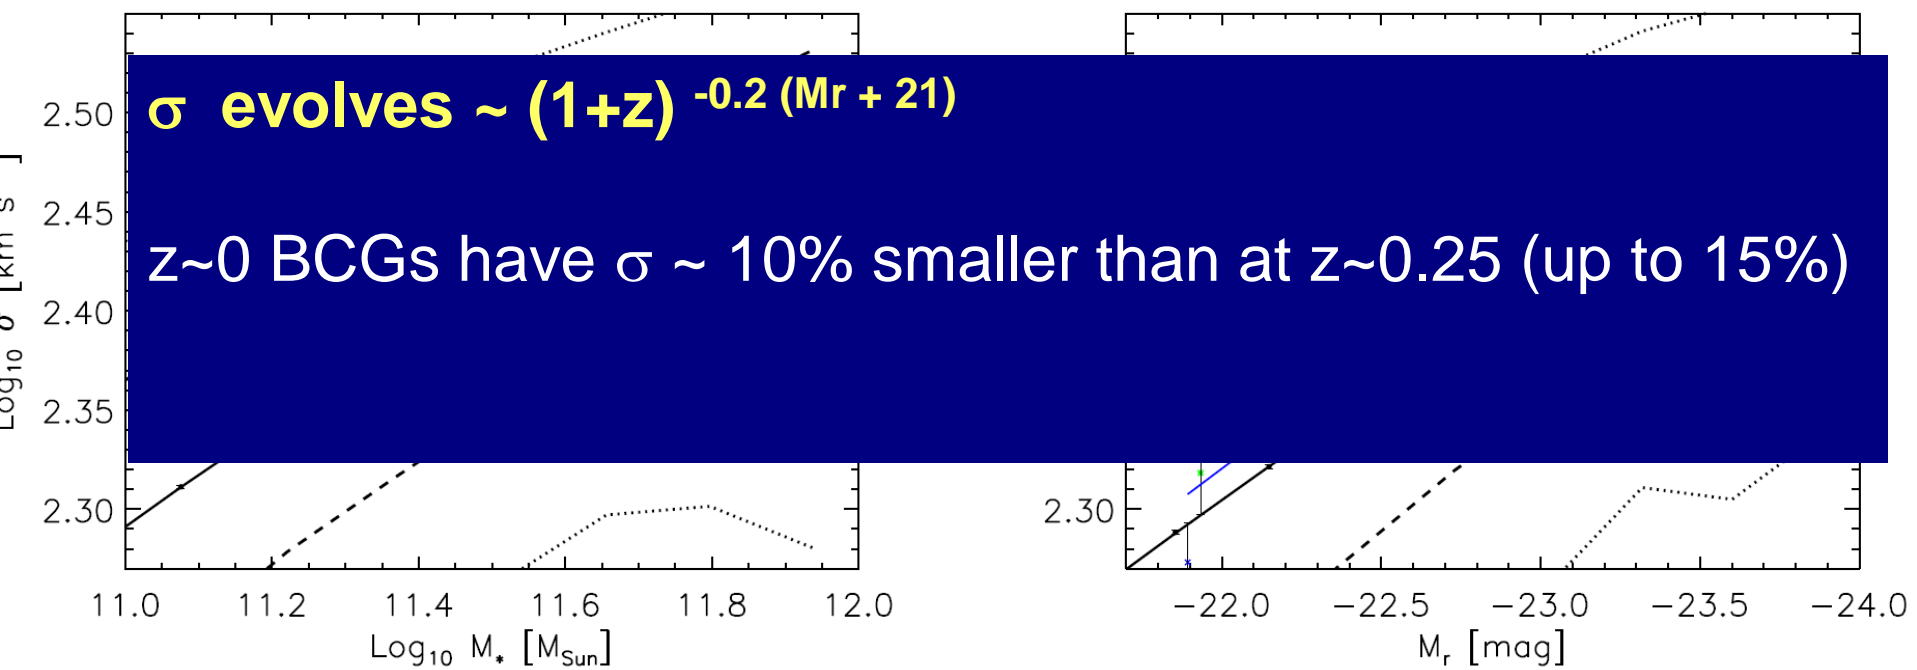 σ evolves ~ (1+z) -0.2 (Mr + 21)
z~0 BCGs have σ ~ 10% smaller than at z~0.25 (up to 15%)
2.50
2.45
2.40
2.35
2.30
Log10 σ [km s ]
11.0 11.2 11.4 11.6 11.8 12.0
Log10 M* [MSun]
2.30
-22.0 -22.5 -23.0 -23.5 -24.0
Mr [mag]